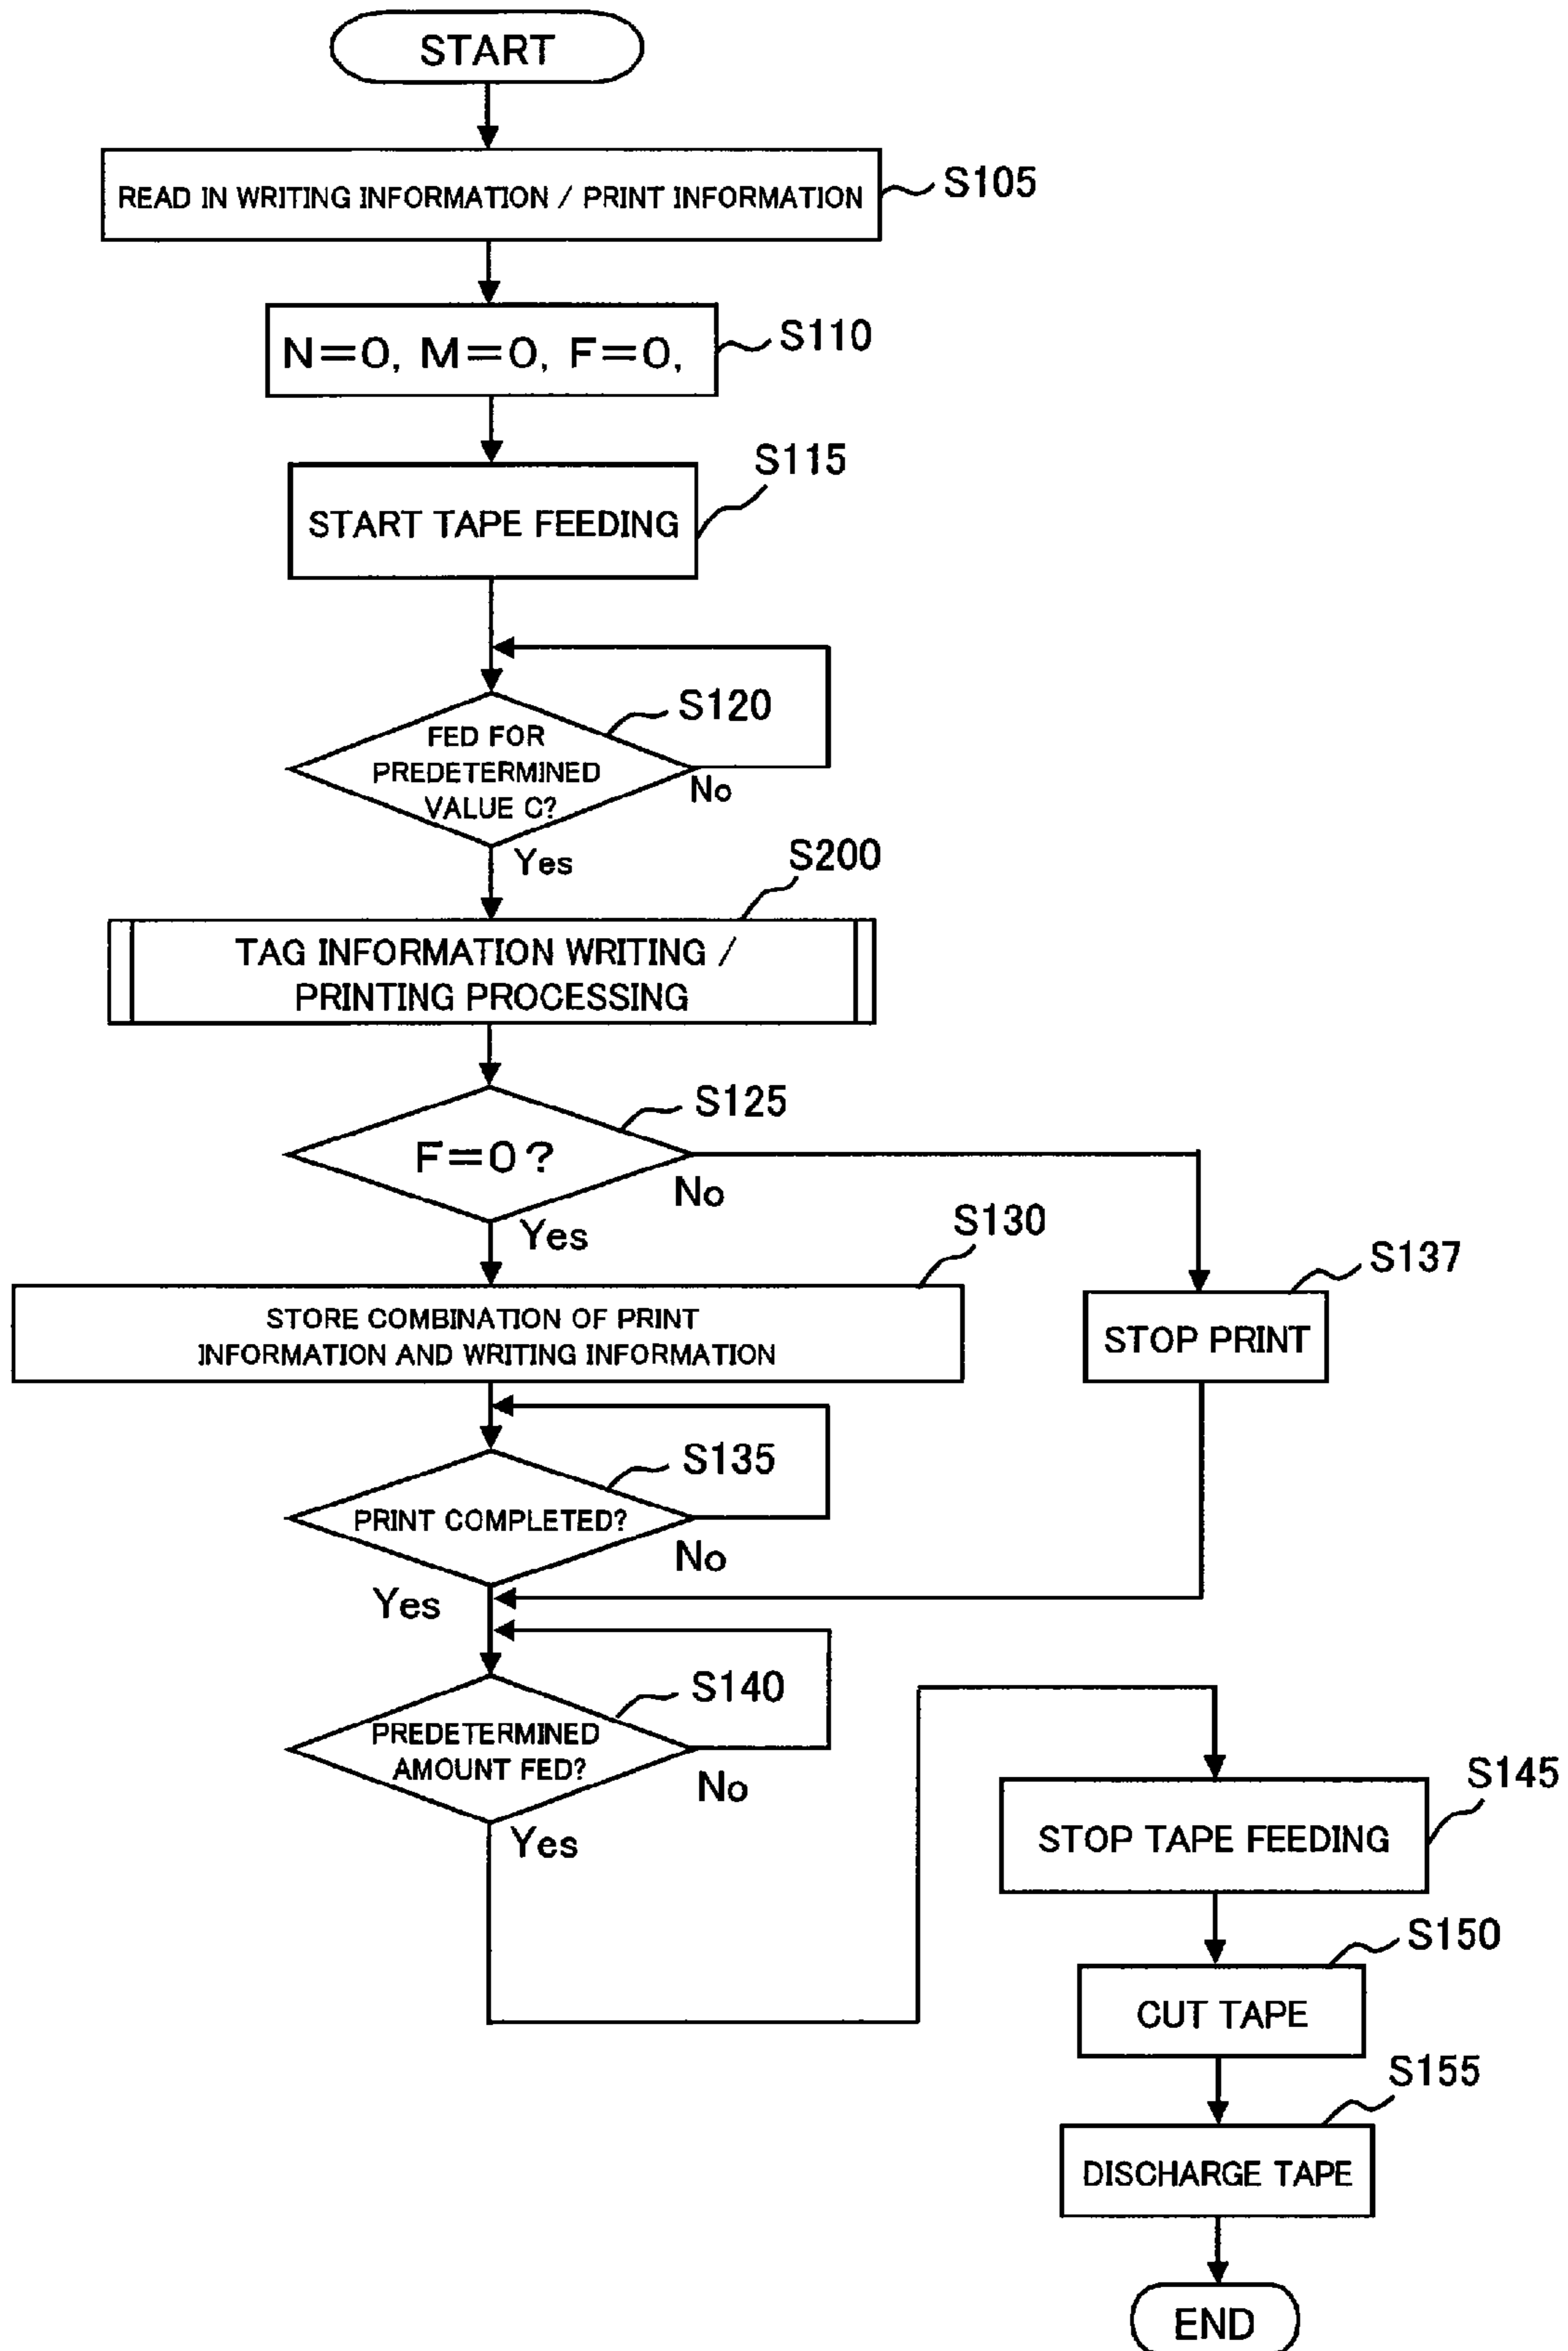 START
READ IN WRITING INFORMATION / PRINT INFORMATION
S105
N=0, M=0, F=0,
S110
S115
START TAPE FEEDING
S120
FED FOR
PREDETERMINED
VALUE C?
No
Yes
S200
TAG INFORMATION WRITING /
PRINTING PROCESSING
S125
F=0?
No
Yes
S130
S137
STORE COMBINATION OF PRINT
INFORMATION AND WRITING INFORMATION
STOP PRINT
S135
PRINT COMPLETED?
No
Yes
S140
PREDETERMINED
AMOUNT FED?
No
Yes
S145
STOP TAPE FEEDING
S150
CUT TAPE
S155
DISCHARGE TAPE
END